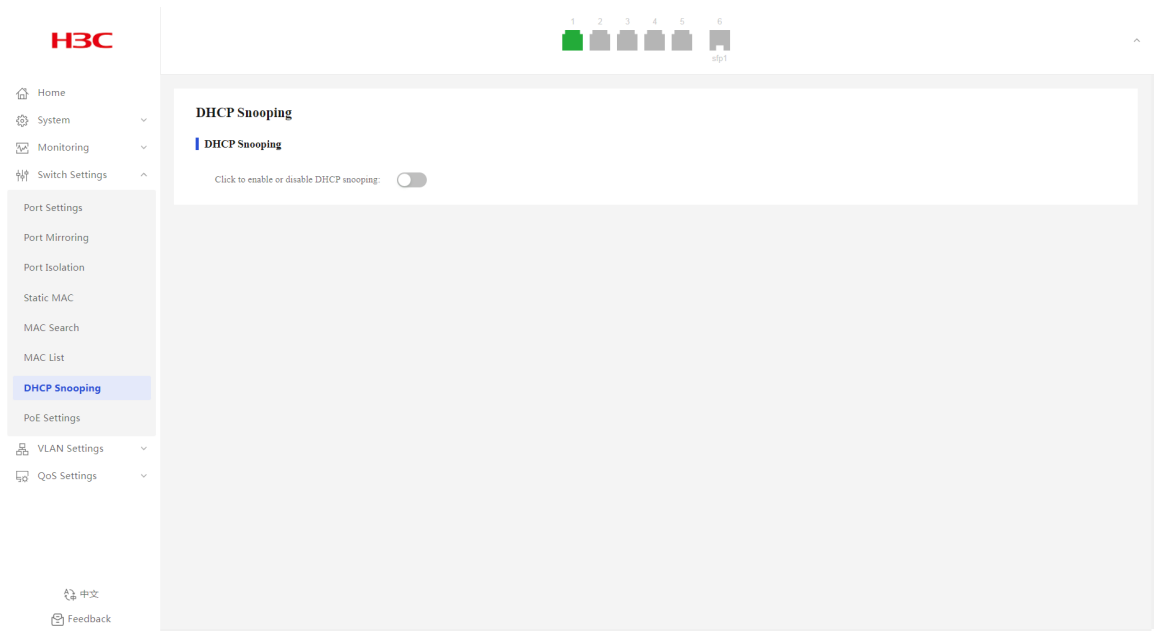 H3C
1 2 3 4 5 6
sfp1
Home
System
Monitoring
Switch Settings
Port Settings
Port Mirroring
Port Isolation
Static MAC
MAC Search
MAC List
DHCP Snooping
PoE Settings
VLAN Settings
QoS Settings
中文
Feedback
DHCP Snooping
DHCP Snooping
Click to enable or disable DHCP snooping: